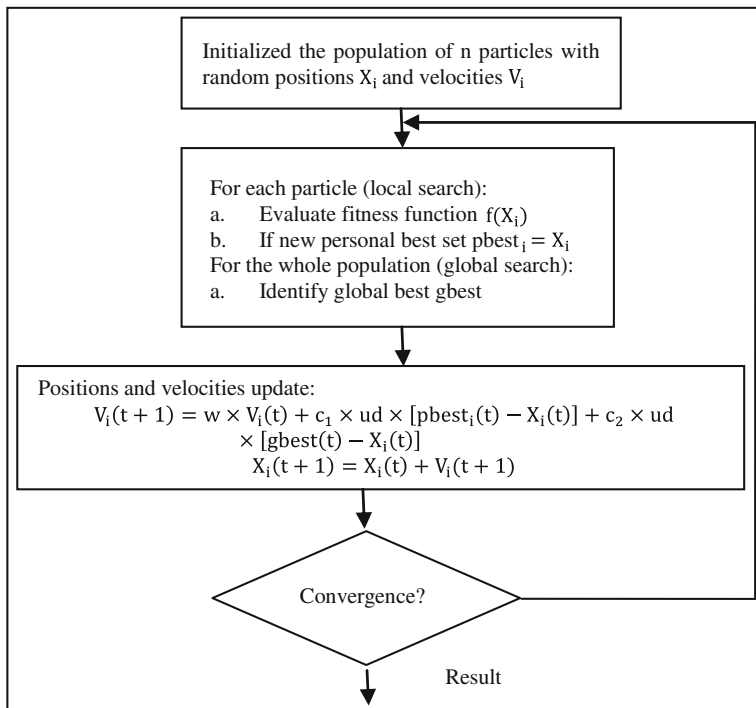 Initialized the population of n particles with
random positions Xᵢ and velocities Vᵢ
For each particle (local search):
a. Evaluate fitness function f(Xᵢ)
b. If new personal best set pbest ᵢ = Xᵢ
For the whole population (global search):
a. Identify global best gbest
Positions and velocities update:
Vᵢ(t + 1) = w × Vᵢ(t) + c₁ × ud × [pbestᵢ(t) − Xᵢ(t)] + c₂ × ud
× [gbest(t) − Xᵢ(t)]
Xᵢ(t + 1) = Xᵢ(t) + Vᵢ(t + 1)
Convergence?
Result